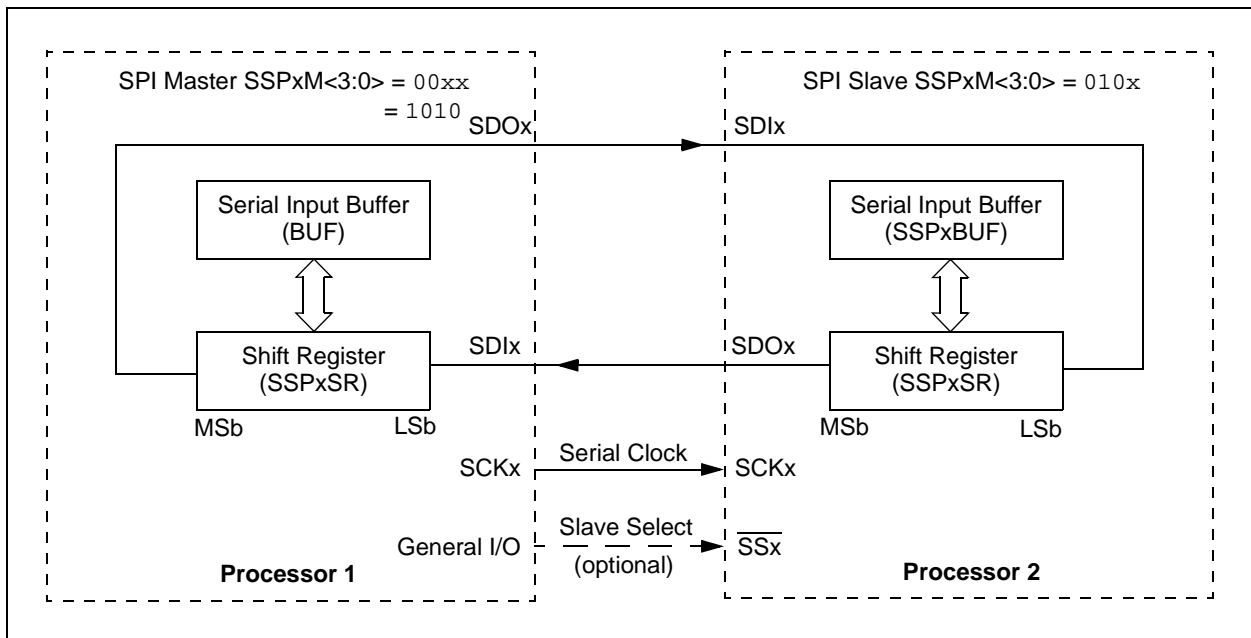 SPI Master SSPxM<3:0> = 00xx
= 1010
SPI Slave SSPxM<3:0> = 010x
SDOx
SDIx
Serial Input Buffer
(BUF)
Serial Input Buffer
(SSPxBUF)
Shift Register
(SSPxSR)
SDIx
SDOx
Shift Register
(SSPxSR)
MSb
LSb
MSb
LSb
SCKx
Serial Clock
SCKx
General I/O
Slave Select
(optional)
SSx
Processor 1
Processor 2